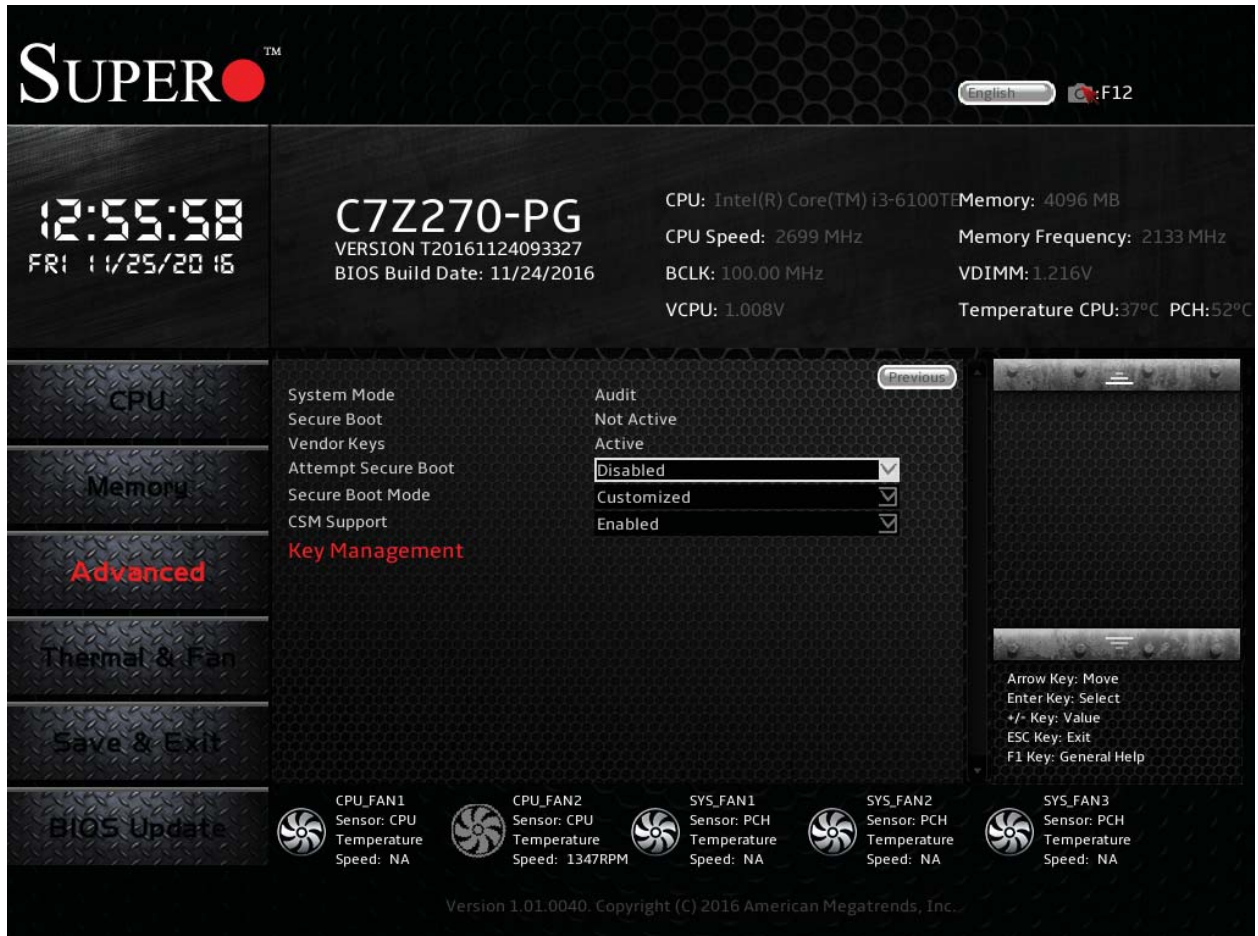 SUPER TM
English :F12
12:55:58
FRI 11/25/2016
C7Z270-PG
VERSION T20161124093327
BIOS Build Date: 11/24/2016
CPU: Intel(R) Core(TM) i3-6100TE
CPU Speed: 2699 MHz
BCLK: 100.00 MHz
VCPU: 1.008V
Memory: 4096 MB
Memory Frequency: 2133 MHz
VDIMM: 1.216V
Temperature CPU:37°C PCH:52°C
CPU
Memory
Advanced
Thermal & Fan
Save & Exit
BIOS Update
Previous
System Mode Audit
Secure Boot Not Active
Vendor Keys Active
Attempt Secure Boot Disabled
Secure Boot Mode Customized
CSM Support Enabled
Key Management
Arrow Key: Move
Enter Key: Select
+/- Key: Value
ESC Key: Exit
F1 Key: General Help
CPU_FAN1
Sensor: CPU
Temperature
Speed: NA
CPU_FAN2
Sensor: CPU
Temperature
Speed: 1347RPM
SYS_FAN1
Sensor: PCH
Temperature
Speed: NA
SYS_FAN2
Sensor: PCH
Temperature
Speed: NA
SYS_FAN3
Sensor: PCH
Temperature
Speed: NA
Version 1.01.0040. Copyright (C) 2016 American Megatrends, Inc.